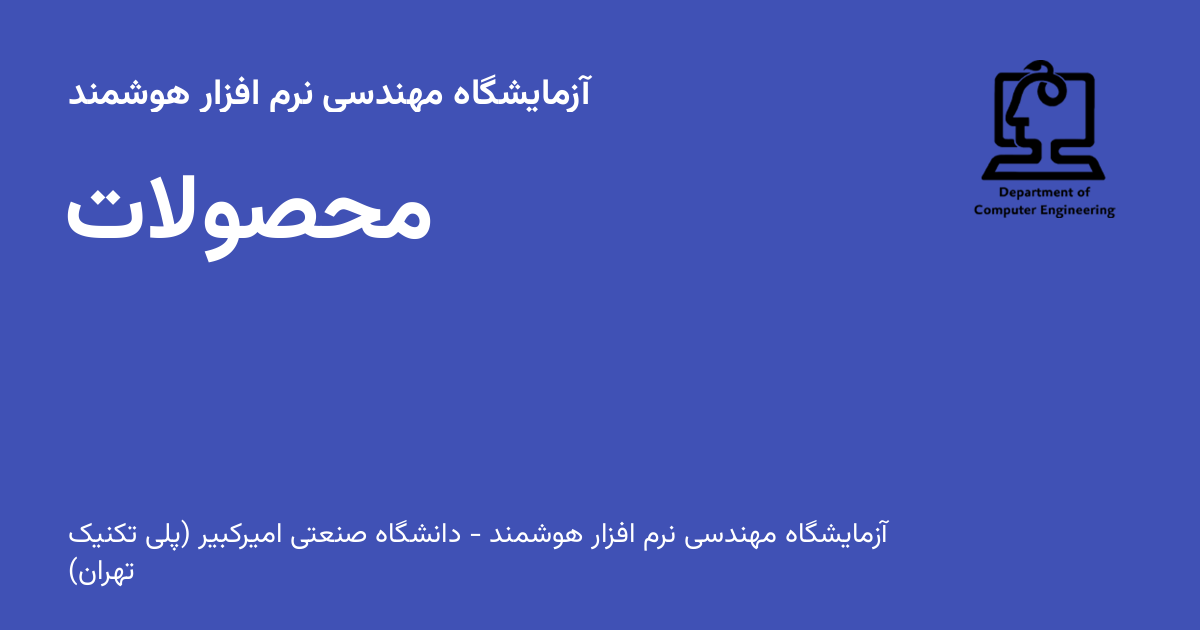 آزمایشگاه مهندسی نرم افزار هوشمند
محصولات
Department of
Computer Engineering
آزمایشگاه مهندسی نرم افزار هوشمند - دانشگاه صنعتی امیرکبیر (پلی تکنیک
تهران)